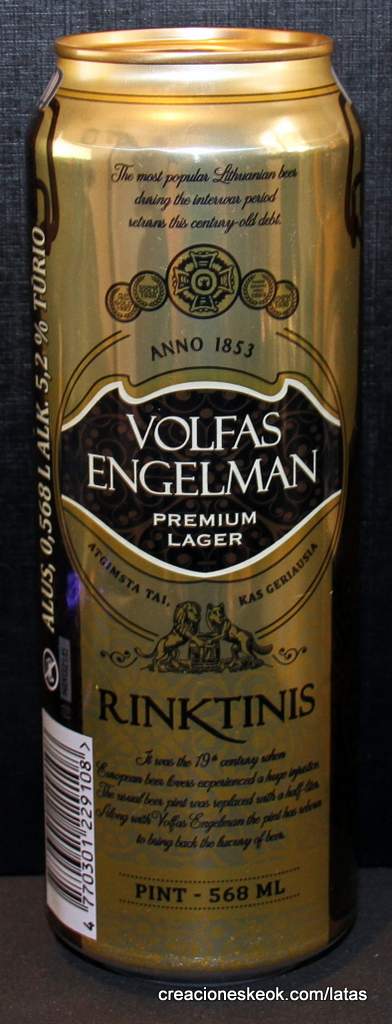 The most popular Lithuanian beer
during the interwar period
returns this century-old debt.
ANNO 1853
VOLFAS
ENGELMAN
PREMIUM
LAGER
ATGIMSTA TAI, KAS GERIAUSIA
RINKTINIS
It was the 19th century when
European beer lovers experienced a huge injustice.
The usual beer pint was replaced with a half-liter.
Along with Volfas Engelman the pint has reborn
to bring back the luxury of beer.
PINT - 568 ML
ALUS, 0,568 L ALK. 5,2 % TŪRIO
4 770301 229108 >
creacioneskeok.com/latas